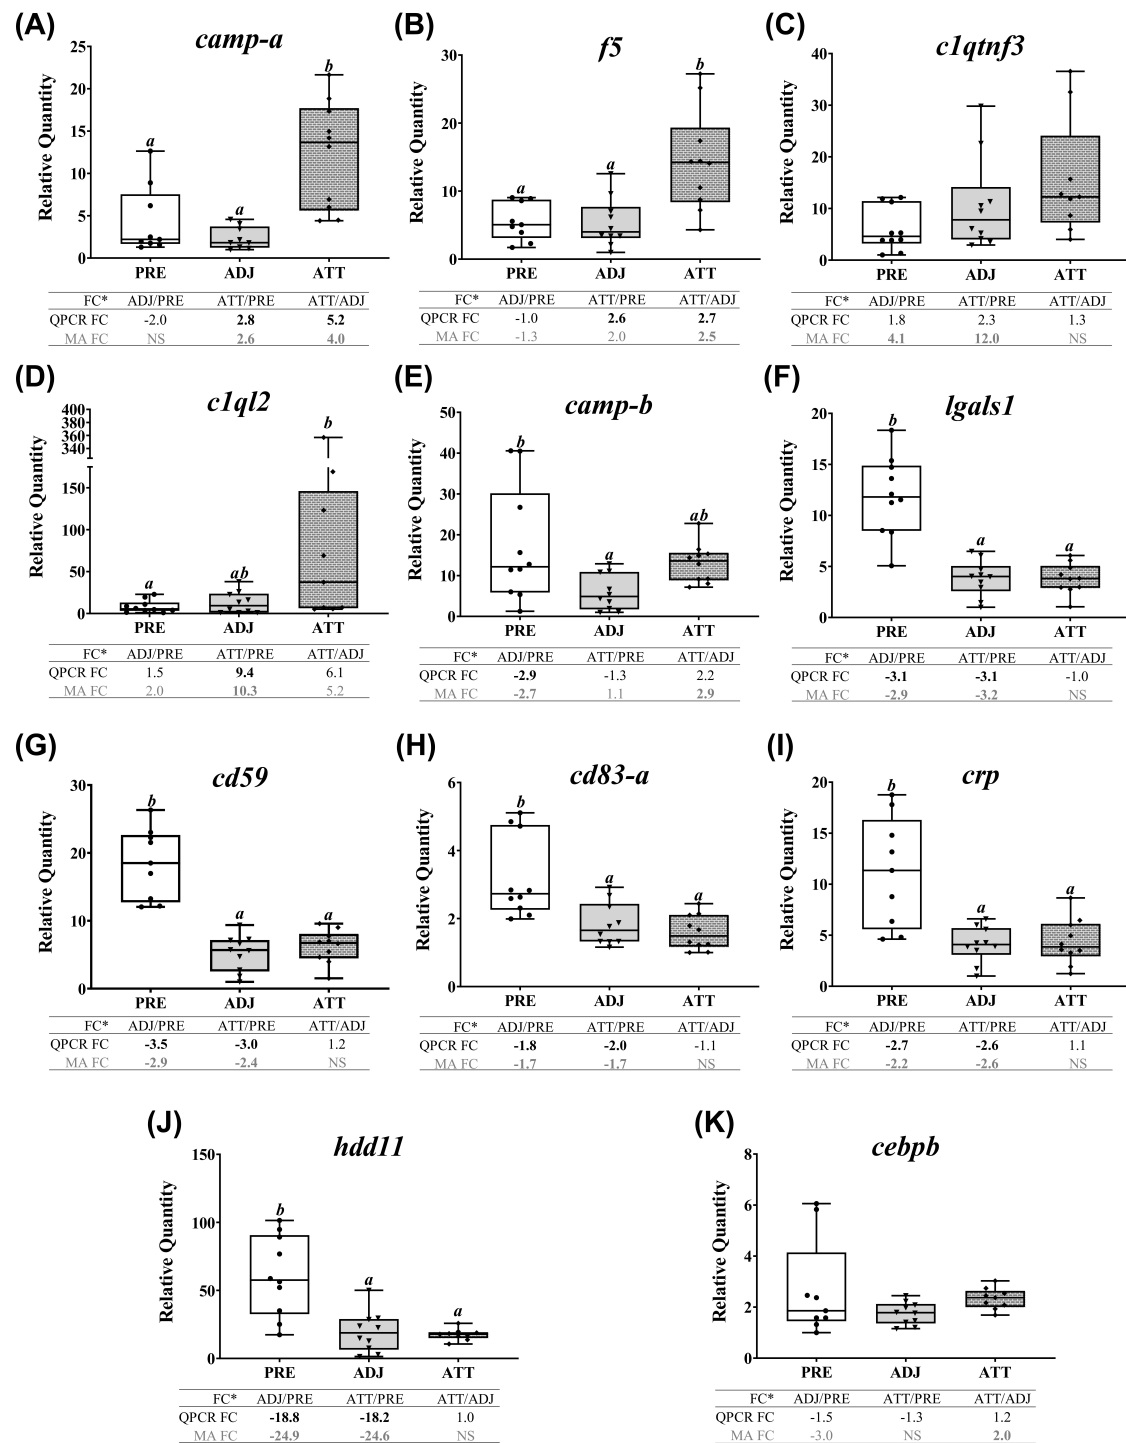 (A)
camp-a
Relative Quantity
25
20
15
10
5
0
a
a
b
PRE ADJ ATT
FC* ADJ/PRE ATT/PRE ATT/ADJ
QPCR FC -2.0 2.8 5.2
MA FC NS 2.6 4.0
(B)
f5
Relative Quantity
30
20
10
0
a
a
b
PRE ADJ ATT
FC* ADJ/PRE ATT/PRE ATT/ADJ
QPCR FC -1.0 2.6 2.7
MA FC -1.3 2.0 2.5
(C)
c1qtnf3
Relative Quantity
40
30
20
10
0
PRE ADJ ATT
FC* ADJ/PRE ATT/PRE ATT/ADJ
QPCR FC 1.8 2.3 1.3
MA FC 4.1 12.0 NS
(D)
c1ql2
Relative Quantity
400
380
360
340
150
100
50
0
a
ab
b
PRE ADJ ATT
FC* ADJ/PRE ATT/PRE ATT/ADJ
QPCR FC 1.5 9.4 6.1
MA FC 2.0 10.3 5.2
(E)
camp-b
Relative Quantity
50
40
30
20
10
0
b
a
ab
PRE ADJ ATT
FC* ADJ/PRE ATT/PRE ATT/ADJ
QPCR FC -2.9 -1.3 2.2
MA FC -2.7 1.1 2.9
(F)
lgals1
Relative Quantity
20
15
10
5
0
b
a
a
PRE ADJ ATT
FC* ADJ/PRE ATT/PRE ATT/ADJ
QPCR FC -3.1 -3.1 -1.0
MA FC -2.9 -3.2 NS
(G)
cd59
Relative Quantity
30
20
10
0
b
a
a
PRE ADJ ATT
FC* ADJ/PRE ATT/PRE ATT/ADJ
QPCR FC -3.5 -3.0 1.2
MA FC -2.9 -2.4 NS
(H)
cd83-a
Relative Quantity
6
4
2
0
b
a
a
PRE ADJ ATT
FC* ADJ/PRE ATT/PRE ATT/ADJ
QPCR FC -1.8 -2.0 -1.1
MA FC -1.7 -1.7 NS
(I)
crp
Relative Quantity
20
15
10
5
0
b
a
a
PRE ADJ ATT
FC* ADJ/PRE ATT/PRE ATT/ADJ
QPCR FC -2.7 -2.6 1.1
MA FC -2.2 -2.6 NS
(J)
hdd11
Relative Quantity
150
100
50
0
b
a
a
PRE ADJ ATT
FC* ADJ/PRE ATT/PRE ATT/ADJ
QPCR FC -18.8 -18.2 1.0
MA FC -24.9 -24.6 NS
(K)
cebpb
Relative Quantity
8
6
4
2
0
PRE ADJ ATT
FC* ADJ/PRE ATT/PRE ATT/ADJ
QPCR FC -1.5 -1.3 1.2
MA FC -3.0 NS 2.0